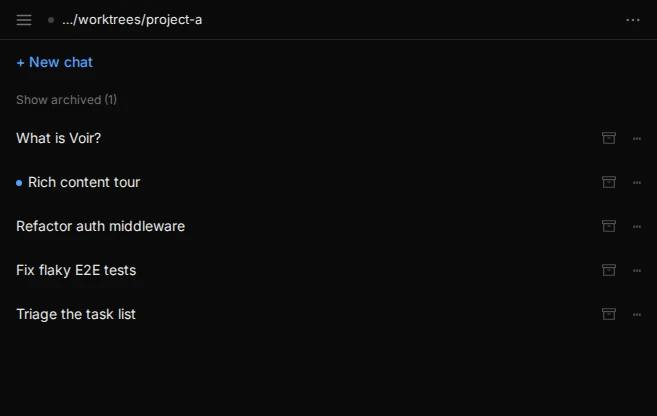 .../worktrees/project-a
+ New chat
Show archived (1)
What is Voir?
Rich content tour
Refactor auth middleware
Fix flaky E2E tests
Triage the task list